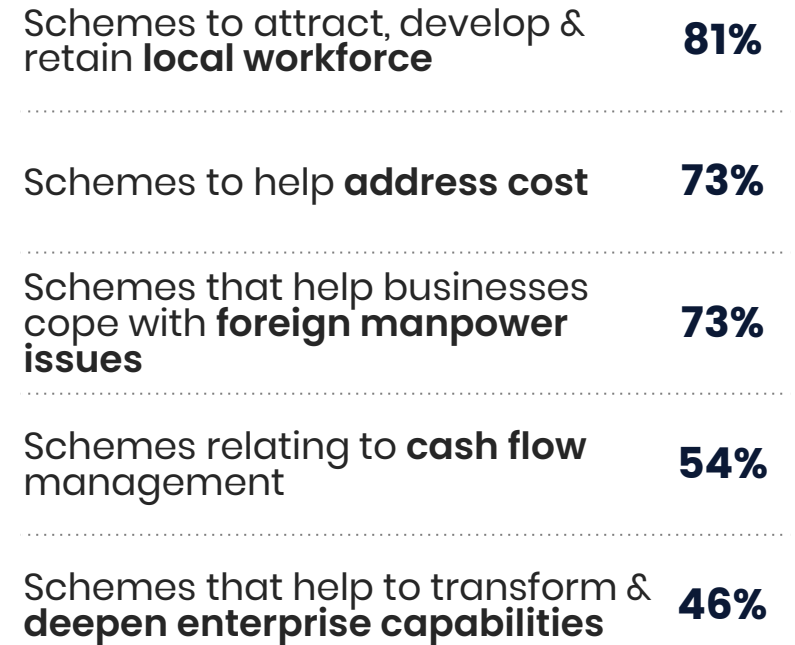 Schemes to attract, develop &
retain local workforce
81%
Schemes to help address cost
73%
Schemes that help businesses
cope with foreign manpower
issues
73%
Schemes relating to cash flow
management
54%
Schemes that help to transform &
deepen enterprise capabilities
46%